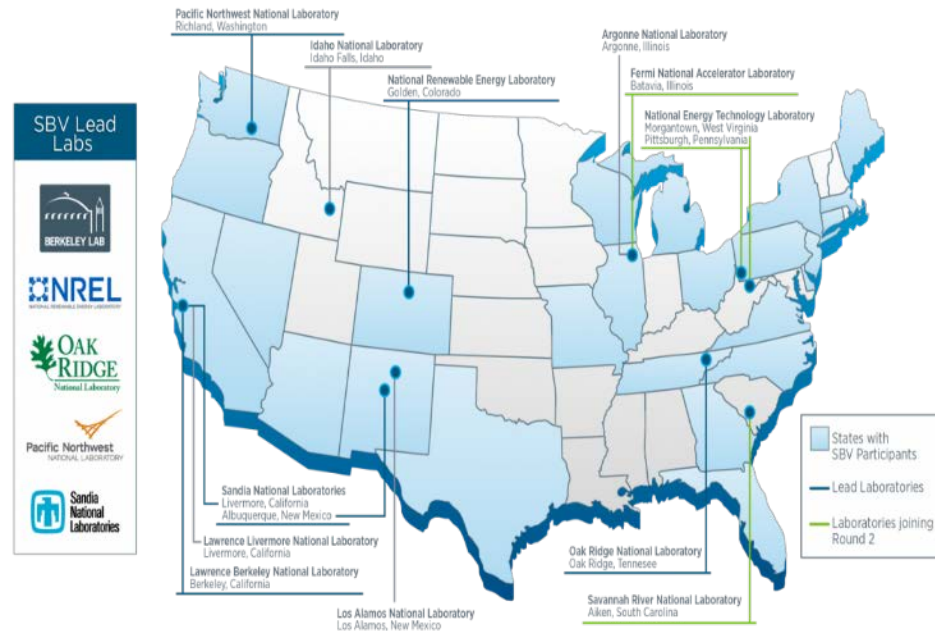 Pacific Northwest National Laboratory
Richland, Washington
Idaho National Laboratory
Idaho Falls, Idaho
National Renewable Energy Laboratory
Golden, Colorado
Argonne National Laboratory
Argonne, Illinois
Fermi National Accelerator Laboratory
Batavia, Illinois
National Energy Technology Laboratory
Morgantown, West Virginia
Pittsburgh, Pennsylvania
SBV Lead
Labs
BERKELEY LAB
NREL
NATIONAL RENEWABLE ENERGY LABORATORY
OAK
RIDGE
National Laboratory
Pacific Northwest
NATIONAL LABORATORY
Sandia
National
Laboratories
States with
SBV Participants
Lead Laboratories
Laboratories joining
Round 2
Sandia National Laboratories
Livermore, California
Albuquerque, New Mexico
Lawrence Livermore National Laboratory
Livermore, California
Lawrence Berkeley National Laboratory
Berkeley, California
Los Alamos National Laboratory
Los Alamos, New Mexico
Oak Ridge National Laboratory
Oak Ridge, Tennesee
Savannah River National Laboratory
Aiken, South Carolina